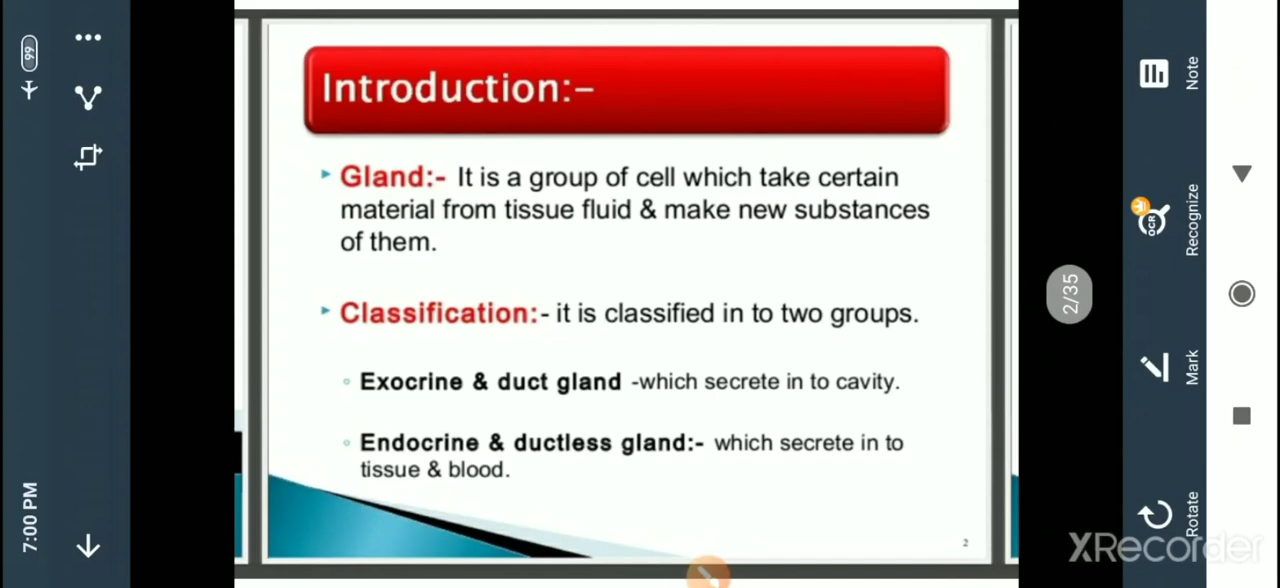 Introduction:-
Gland:- It is a group of cell which take certain
material from tissue fluid & make new substances
of them.
Classification:- it is classified in to two groups.
Exocrine & duct gland -which secrete in to cavity.
Endocrine & ductless gland:- which secrete in to
tissue & blood.
2
2/35
66
7:00 PM
Note
OCR
Recognize
Mark
Rotate
XRecorder